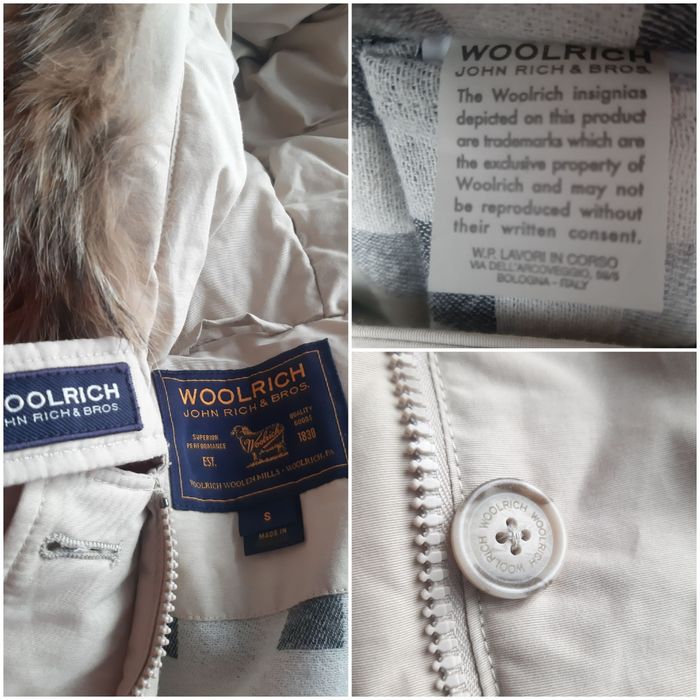 OOLRICH
HN RICH & BROS.
WOOLRICH
JOHN RICH & BROS.
SUPERIOR
PERFORMANCE
EST.
Woolrich
QUALITY
GOODS
1830
WOOLRICH WOOLEN MILLS - WOOLRICH, PA
S
MADE IN
WOOLRICH
JOHN RICH & BROS.
The Woolrich insignias
depicted on this product
are trademarks which are
the exclusive property of
Woolrich and may not
be reproduced without
their written consent.
W.P. LAVORI IN CORSO
VIA DELL'ARCOVEGGIO, 59/5
BOLOGNA - ITALY
WOOLRICH WOOLRICH WOOLRICH